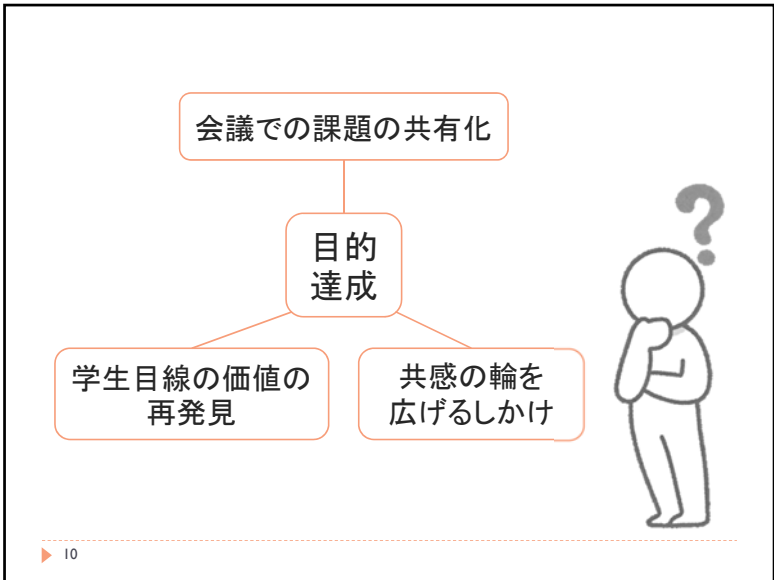 会議での課題の共有化
目的
達成
学生目線の価値の
再発見
共感の輪を
広げるしかけ
?
10